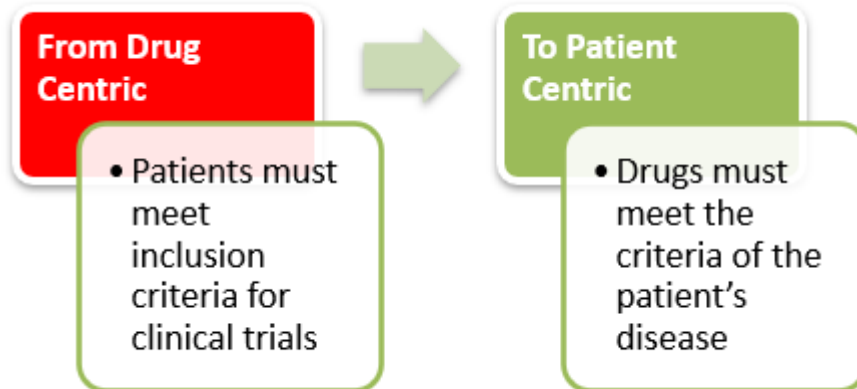 From Drug
Centric
• Patients must
meet
inclusion
criteria for
clinical trials
To Patient
Centric
• Drugs must
meet the
criteria of the
patient's
disease